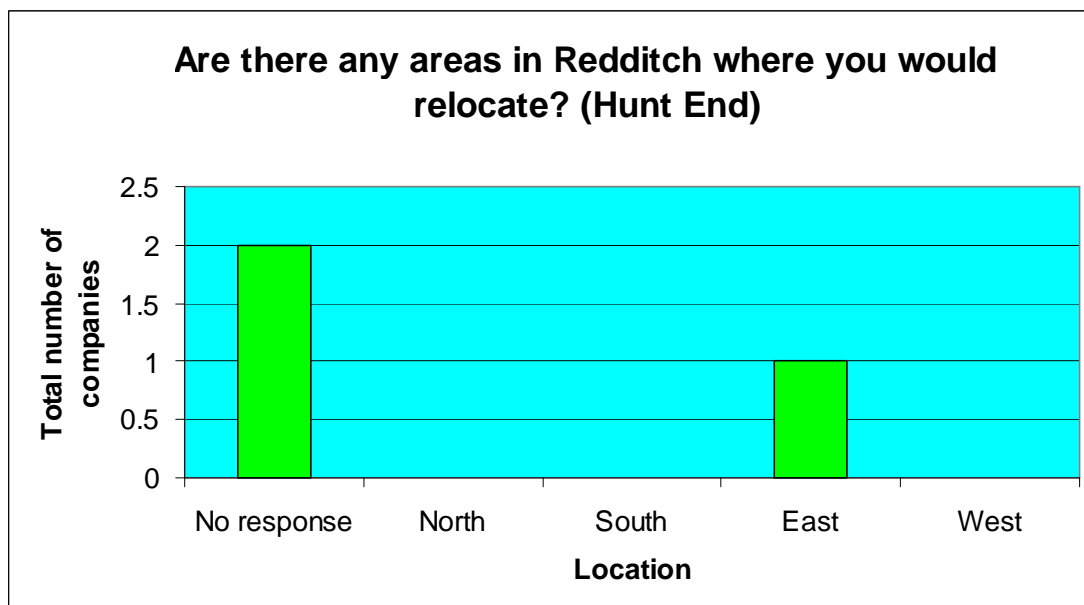 Are there any areas in Redditch where you would
relocate? (Hunt End)
Total number of
companies
2.5
2
1.5
1
0.5
0
No response North South East West
Location